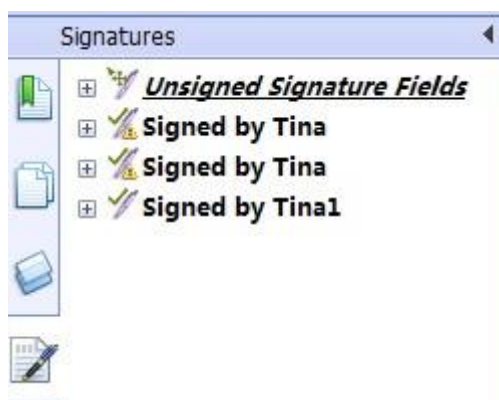 Signatures
Unsigned Signature Fields
Signed by Tina
Signed by Tina
Signed by Tina1